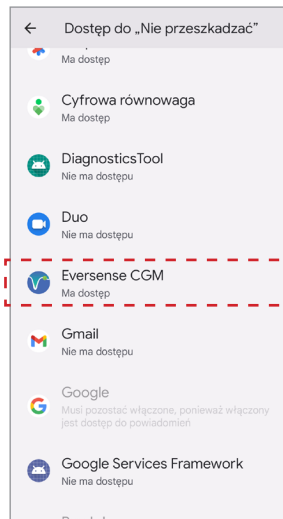 Dostęp do „Nie przeszkadzać”
Ma dostęp
Cyfrowa równowaga
Ma dostęp
DiagnosticsTool
Nie ma dostępu
Duo
Nie ma dostępu
Eversense CGM
Ma dostęp
Gmail
Nie ma dostępu
Google
Musi pozostać włączone, ponieważ włączony
jest dostęp do powiadomień
Google Services Framework
Nie ma dostępu